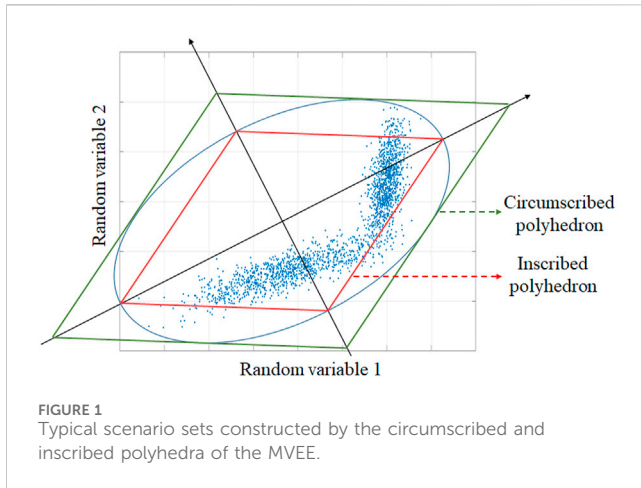 Random variable 2
Circumscribed
polyhedron
Inscribed
polyhedron
Random variable 1
FIGURE 1
Typical scenario sets constructed by the circumscribed and
inscribed polyhedra of the MVEE.